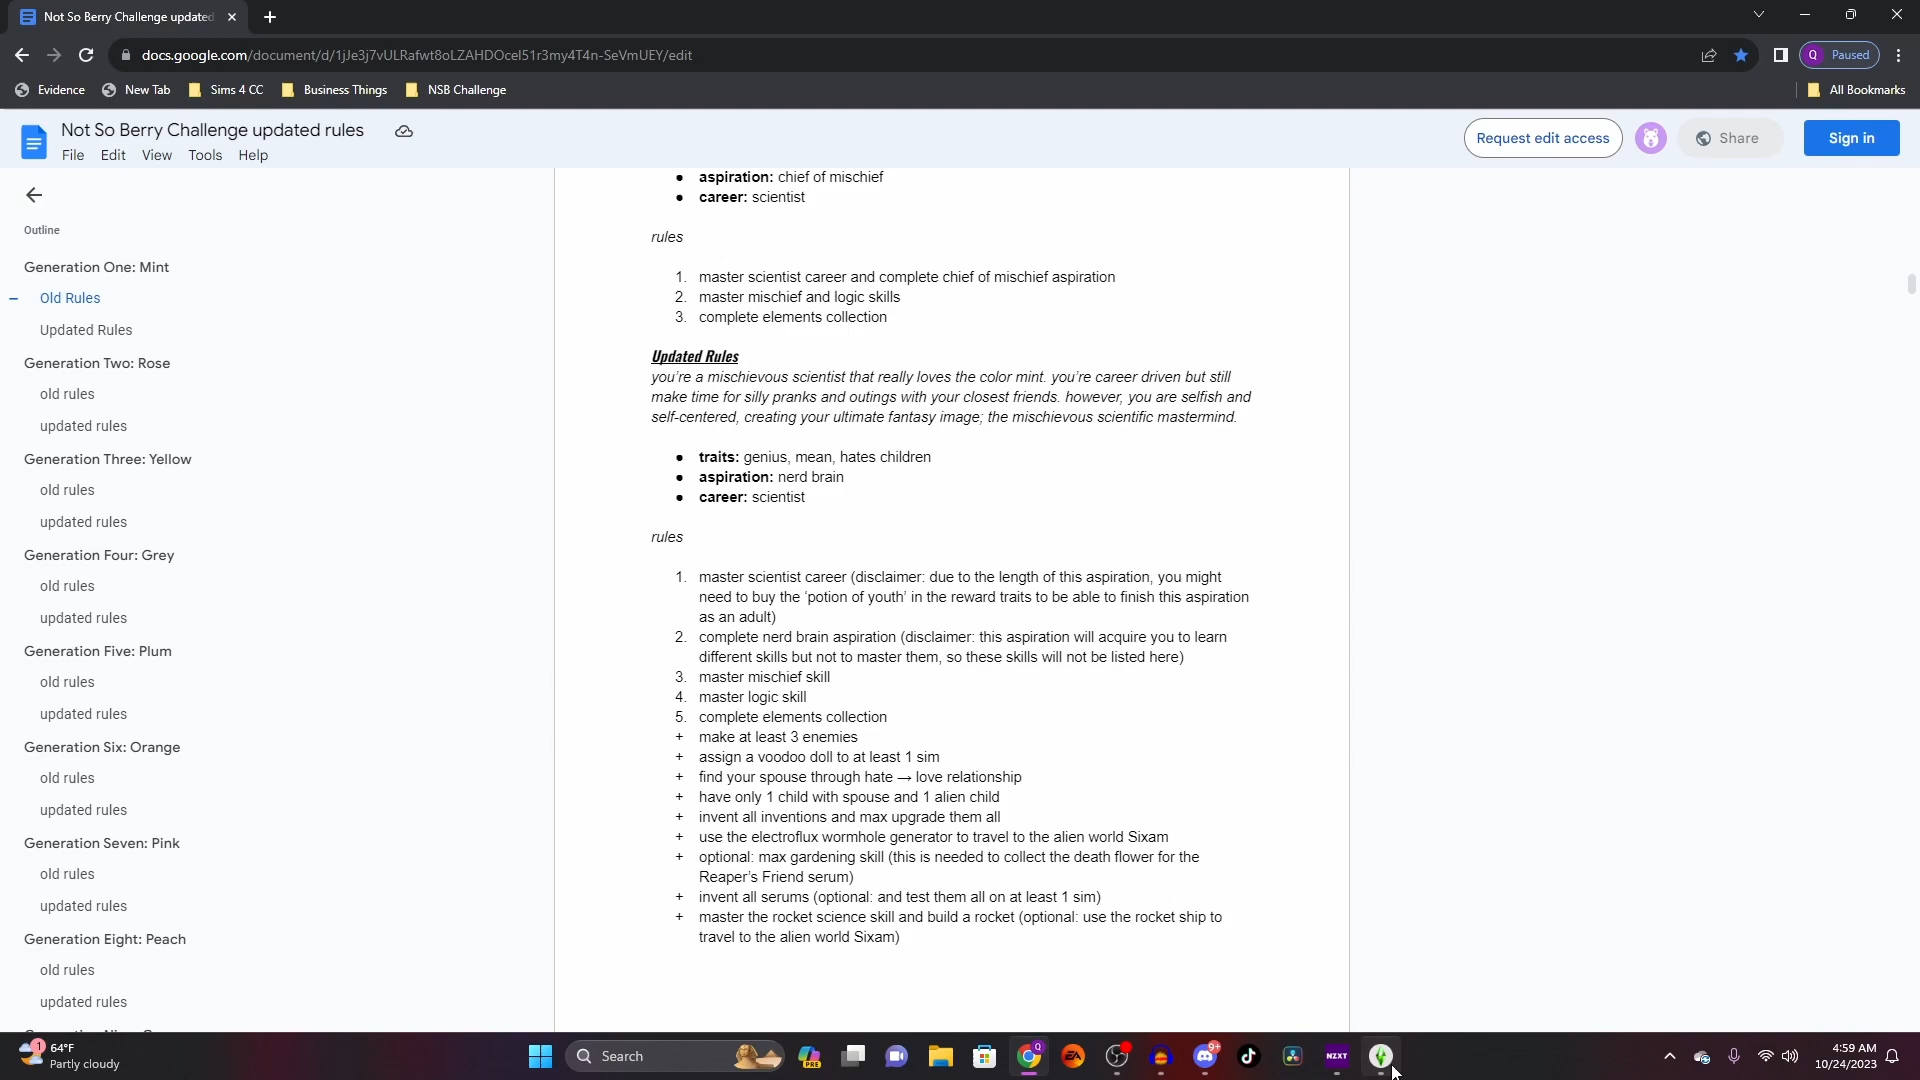 Not So Berry Challenge updated
docs.google.com/document/d/1jJe3j7vULRafwt8oLZAHDOcel51r3my4T4n-SeVmUEY/edit
Q Paused
Evidence
New Tab
Sims 4 CC
Business Things
NSB Challenge
All Bookmarks
Not So Berry Challenge updated rules
File Edit View Tools Help
Request edit access
Share
Sign in
Outline
Generation One: Mint
Old Rules
Updated Rules
Generation Two: Rose
old rules
updated rules
Generation Three: Yellow
old rules
updated rules
Generation Four: Grey
old rules
updated rules
Generation Five: Plum
old rules
updated rules
Generation Six: Orange
old rules
updated rules
Generation Seven: Pink
old rules
updated rules
Generation Eight: Peach
old rules
updated rules
● aspiration: chief of mischief
● career: scientist
rules
1. master scientist career and complete chief of mischief aspiration
2. master mischief and logic skills
3. complete elements collection
Updated Rules
you're a mischievous scientist that really loves the color mint. you're career driven but still
make time for silly pranks and outings with your closest friends. however, you are selfish and
self-centered, creating your ultimate fantasy image; the mischievous scientific mastermind.
● traits: genius, mean, hates children
● aspiration: nerd brain
● career: scientist
rules
1. master scientist career (disclaimer: due to the length of this aspiration, you might
need to buy the 'potion of youth' in the reward traits to be able to finish this aspiration
as an adult)
2. complete nerd brain aspiration (disclaimer: this aspiration will acquire you to learn
different skills but not to master them, so these skills will not be listed here)
3. master mischief skill
4. master logic skill
5. complete elements collection
+ make at least 3 enemies
+ assign a voodoo doll to at least 1 sim
+ find your spouse through hate → love relationship
+ have only 1 child with spouse and 1 alien child
+ invent all inventions and max upgrade them all
+ use the electroflux wormhole generator to travel to the alien world Sixam
+ optional: max gardening skill (this is needed to collect the death flower for the
Reaper's Friend serum)
+ invent all serums (optional: and test them all on at least 1 sim)
+ master the rocket science skill and build a rocket (optional: use the rocket ship to
travel to the alien world Sixam)
1
64°F
Partly cloudy
Search
PRE
Q
EA
9+
NZXT
4:59 AM
10/24/2023